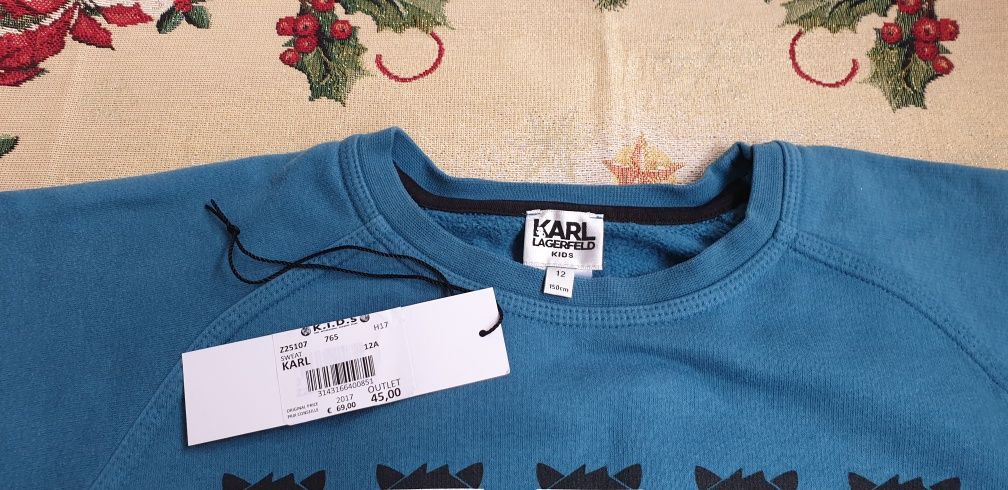 KARL
LAGERFELD
KIDS
12
150cm
K.I.D.S
Z25107 765 H17
SWEAT
KARL 12A
3143166400851
ORIGINAL PRICE 2017 OUTLET
PRIX CONSEILLE € 69,00 45,00